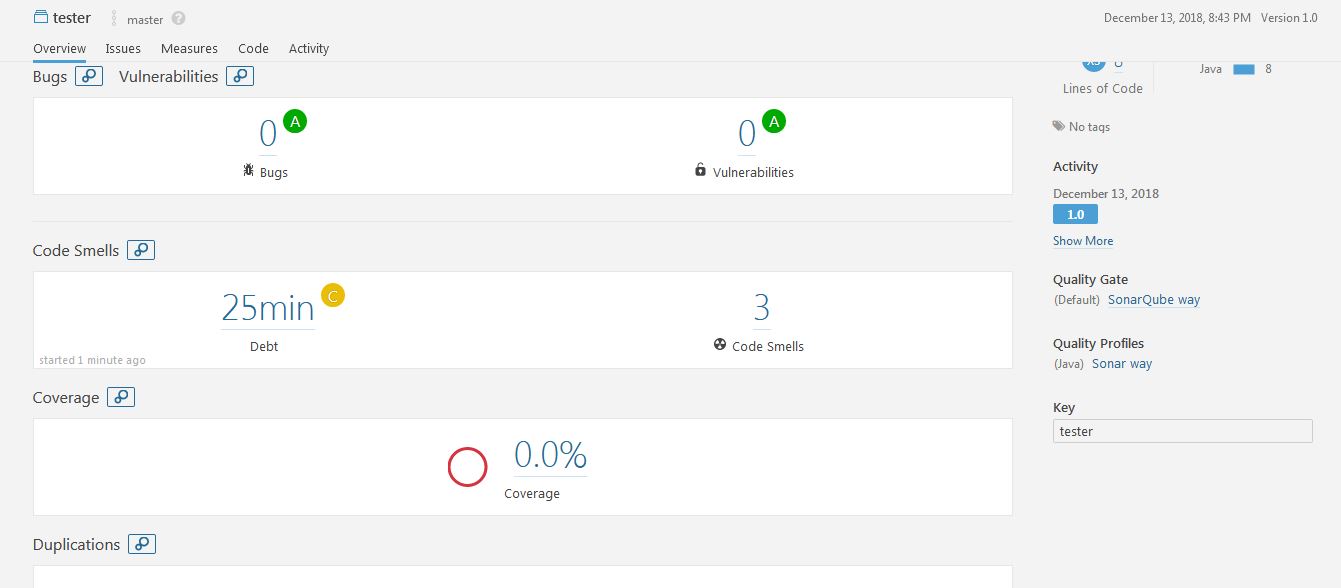 tester master ? December 13, 2018, 8:43 PM Version 1.0
Overview Issues Measures Code Activity
Bugs Vulnerabilities
0 A
Bugs
0 A
Vulnerabilities
Code Smells
25min C
Debt
started 1 minute ago
3
Code Smells
Coverage
0.0%
Coverage
Duplications
Lines of Code
Java 8
No tags
Activity
December 13, 2018
1.0
Show More
Quality Gate
(Default) SonarQube way
Quality Profiles
(Java) Sonar way
Key
tester